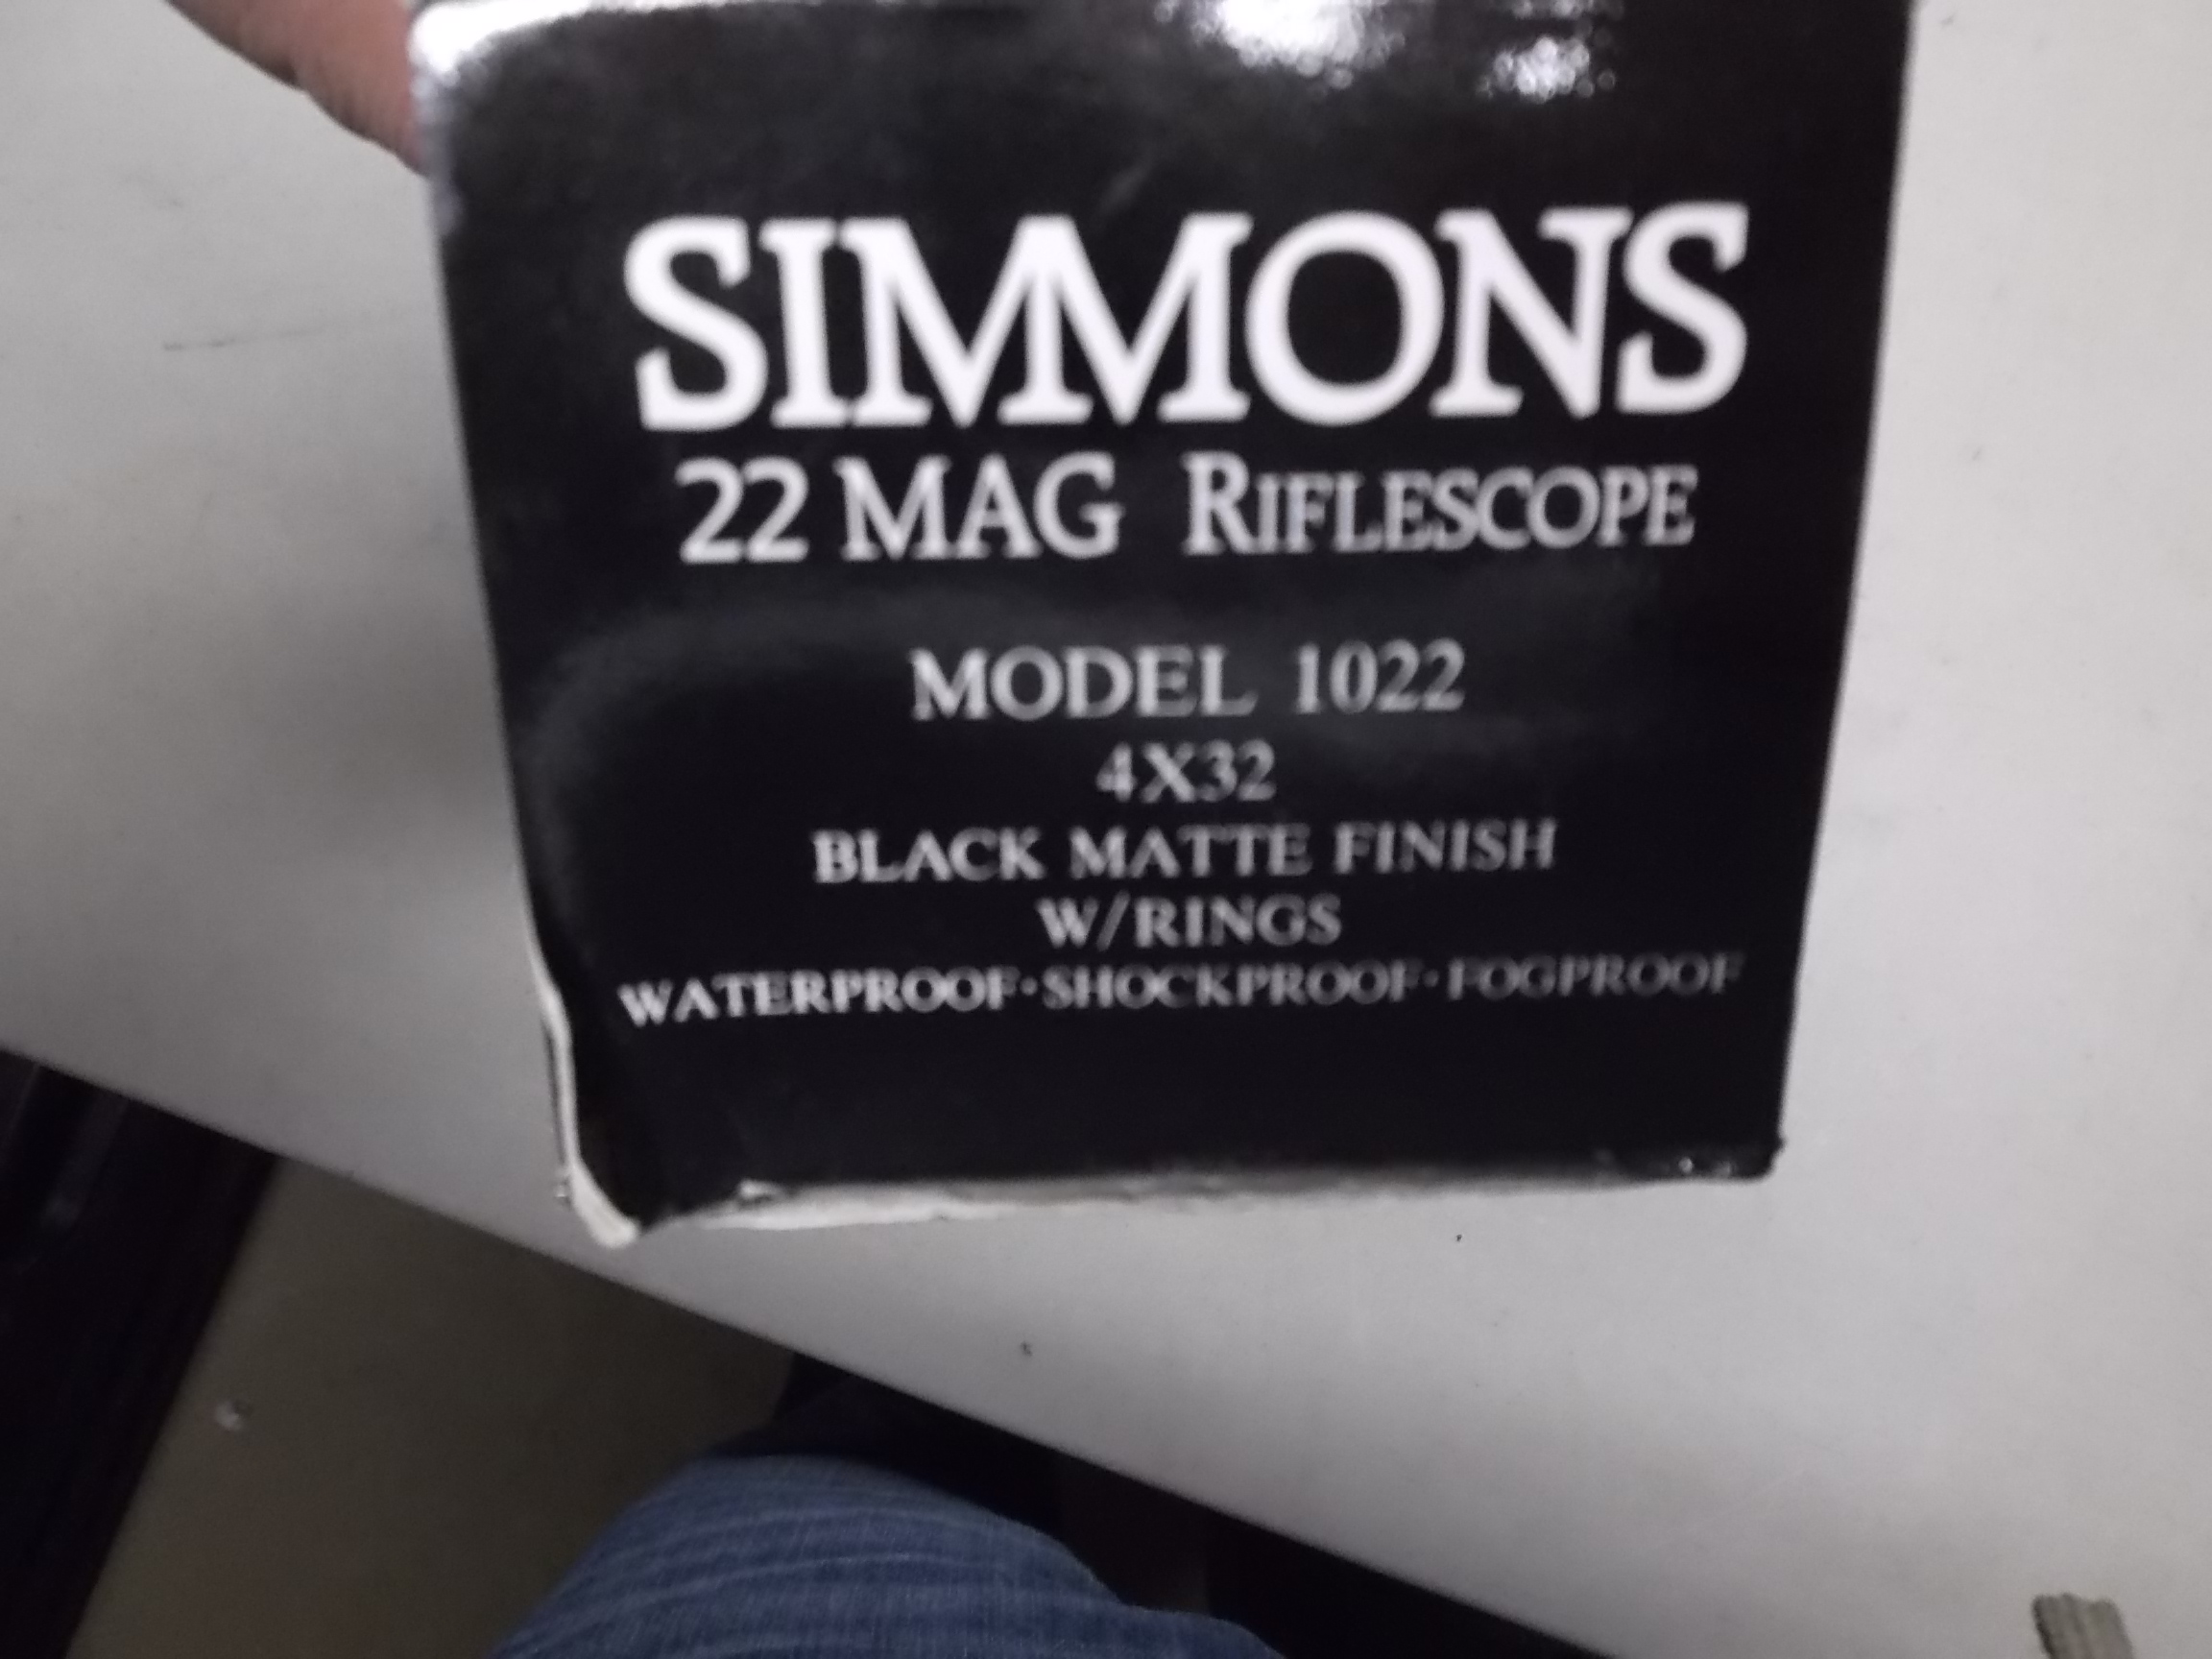 SIMMONS
22 MAG RIFLESCOPE
MODEL 1022
4X32
BLACK MATTE FINISH
W/RINGS
WATERPROOF·SHOCKPROOF·FOGPROOF